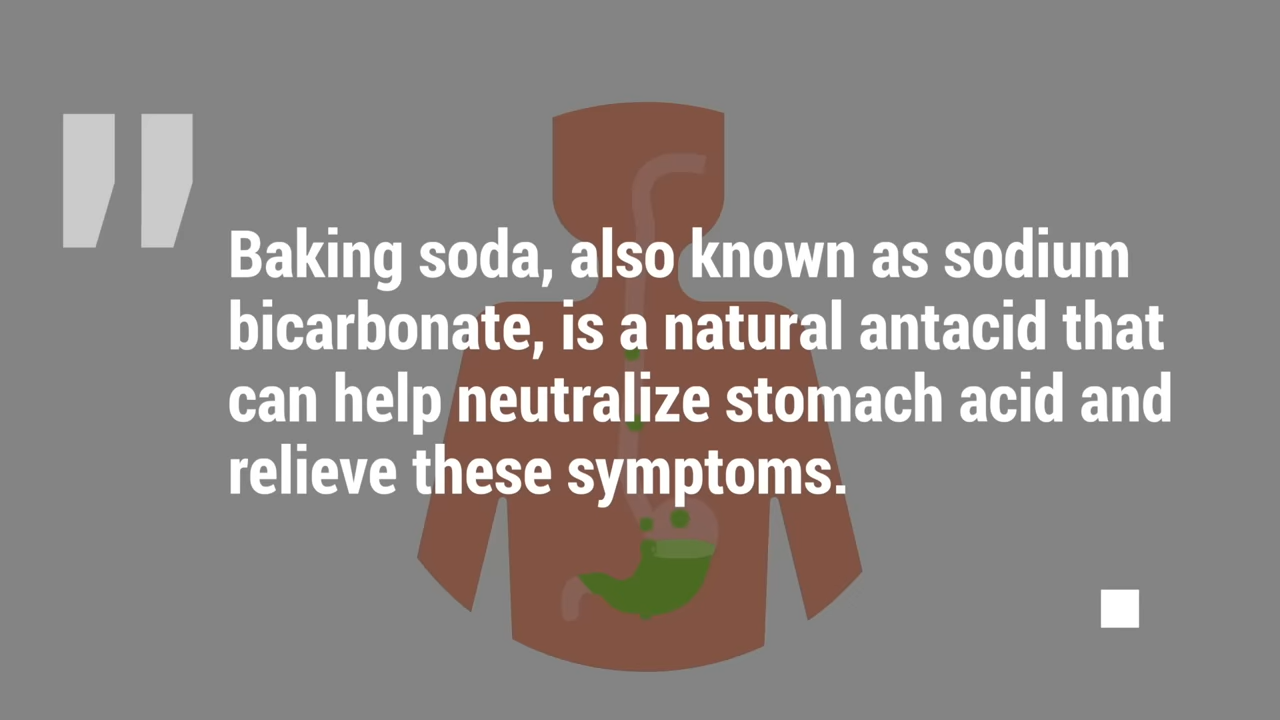 "
Baking soda, also known as sodium
bicarbonate, is a natural antacid that
can help neutralize stomach acid and
relieve these symptoms.